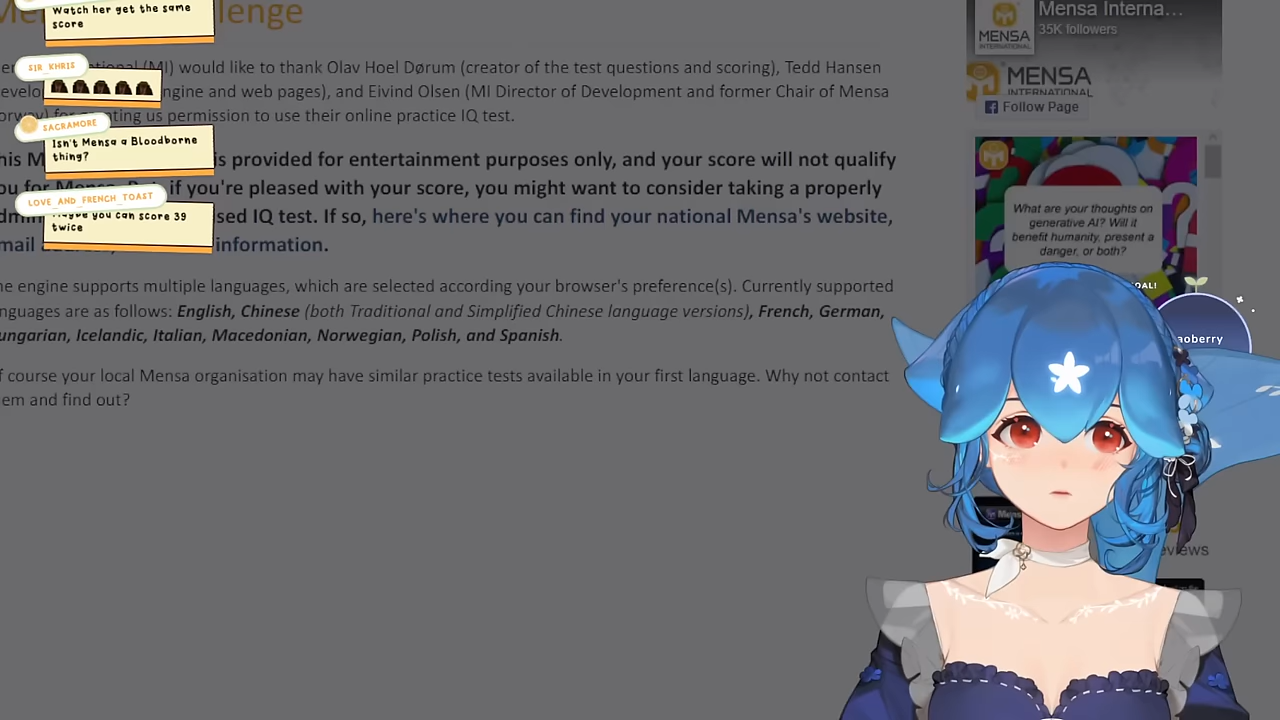 lenge
(MI) would like to thank Olav Hoel Dørum (creator of the test questions and scoring), Tedd Hansen
ngine and web pages), and Eivind Olsen (MI Director of Development and former Chair of Mensa
us permission to use their online practice IQ test.
is provided for entertainment purposes only, and your score will not qualify
if you're pleased with your score, you might want to consider taking a properly
sed IQ test. If so, here's where you can find your national Mensa's website,
mail information.
engine supports multiple languages, which are selected according your browser's preference(s). Currently supported
nguages are as follows: English, Chinese (both Traditional and Simplified Chinese language versions), French, German,
ungarian, Icelandic, Italian, Macedonian, Norwegian, Polish, and Spanish.
f course your local Mensa organisation may have similar practice tests available in your first language. Why not contact
em and find out?
Watch her get the same
score
SIR_KHRIS
SACRAMORE
Isn't Mensa a Bloodborne
thing?
LOVE_AND_FRENCH_TOAST
Maybe you can score 39
twice
Mensa Interna...
35K followers
MENSA
INTERNATIONAL
MENSA
INTERNATIONAL
Follow Page
What are your thoughts on
generative AI? Will it
benefit humanity, present a
danger, or both?
OAL!
aoberry
eviews